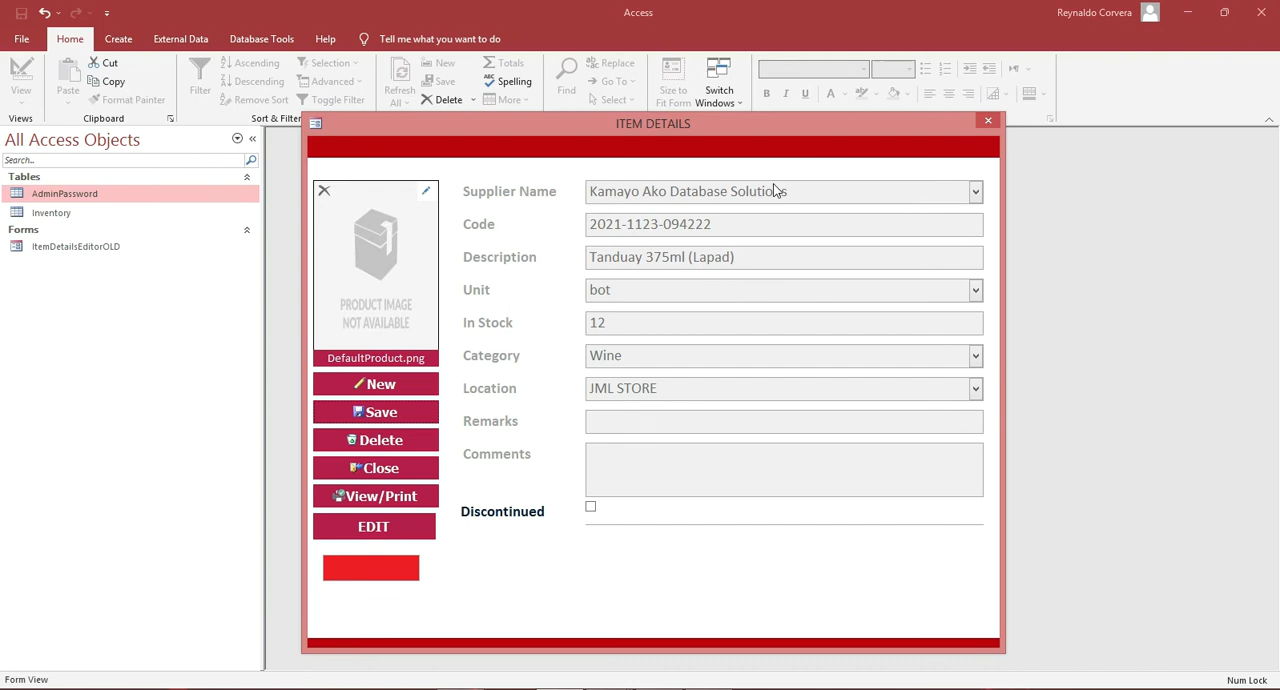 Access
Reynaldo Corvera
File Home Create External Data Database Tools Help Tell me what you want to do
View
Views
Paste
Cut
Copy
Format Painter
Clipboard
Filter
Ascending
Descending
Remove Sort
Selection
Advanced
Toggle Filter
Sort & Filter
Refresh
All
New
Save
Delete
Totals
Spelling
More
Find
Replace
Go To
Select
Size to
Fit Form
Switch
Windows
B I U A
All Access Objects
Search...
Tables
AdminPassword
Inventory
Forms
ItemDetailsEditorOLD
ITEM DETAILS
PRODUCT IMAGE
NOT AVAILABLE
DefaultProduct.png
New
Save
Delete
Close
View/Print
EDIT
Supplier Name Kamayo Ako Database Solutions
Code 2021-1123-094222
Description Tanduay 375ml (Lapad)
Unit bot
In Stock 12
Category Wine
Location JML STORE
Remarks
Comments
Discontinued
Form View
Num Lock